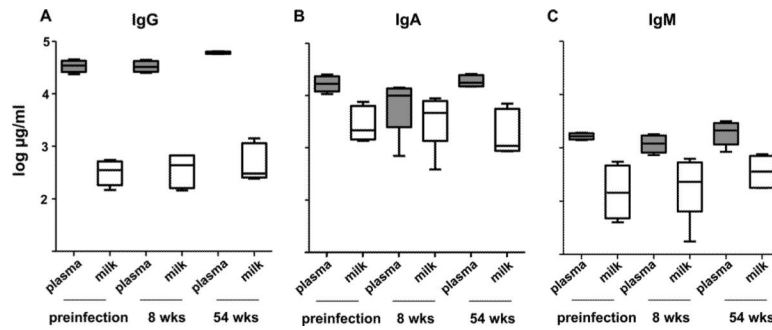 A IgG
B IgA
C IgM
log µg/ml
5
4
3
2
plasma milk plasma milk plasma milk
preinfection 8 wks 54 wks
plasma milk plasma milk plasma milk
preinfection 8 wks 54 wks
plasma milk plasma milk plasma milk
preinfection 8 wks 54 wks